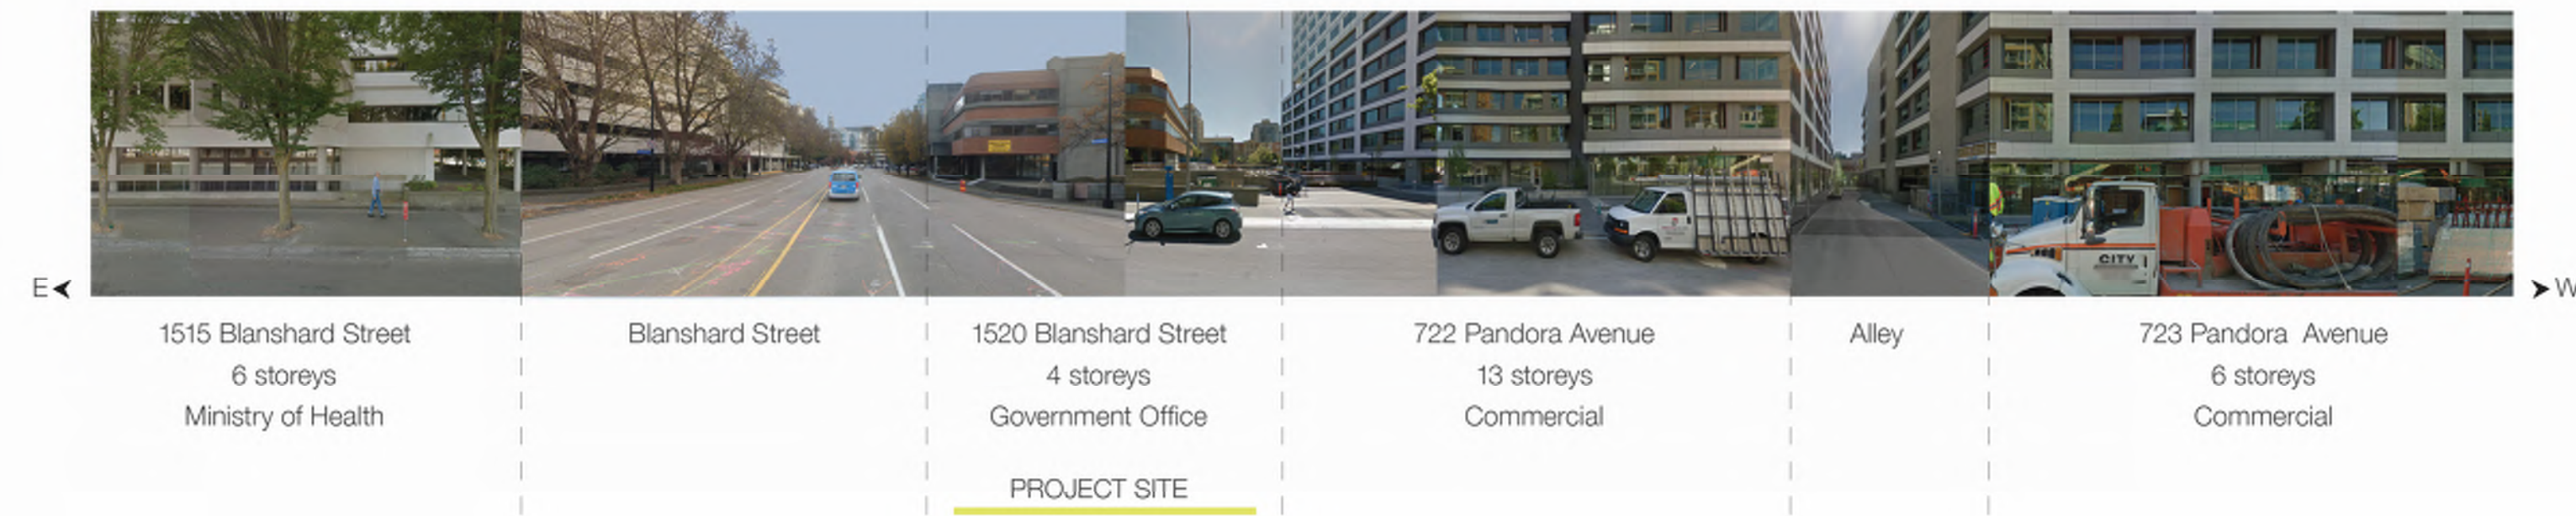 E
1515 Blanshard Street
6 storeys
Ministry of Health
Blanshard Street
1520 Blanshard Street
4 storeys
Government Office
PROJECT SITE
722 Pandora Avenue
13 storeys
Commercial
Alley
723 Pandora Avenue
6 storeys
Commercial
W
CITY